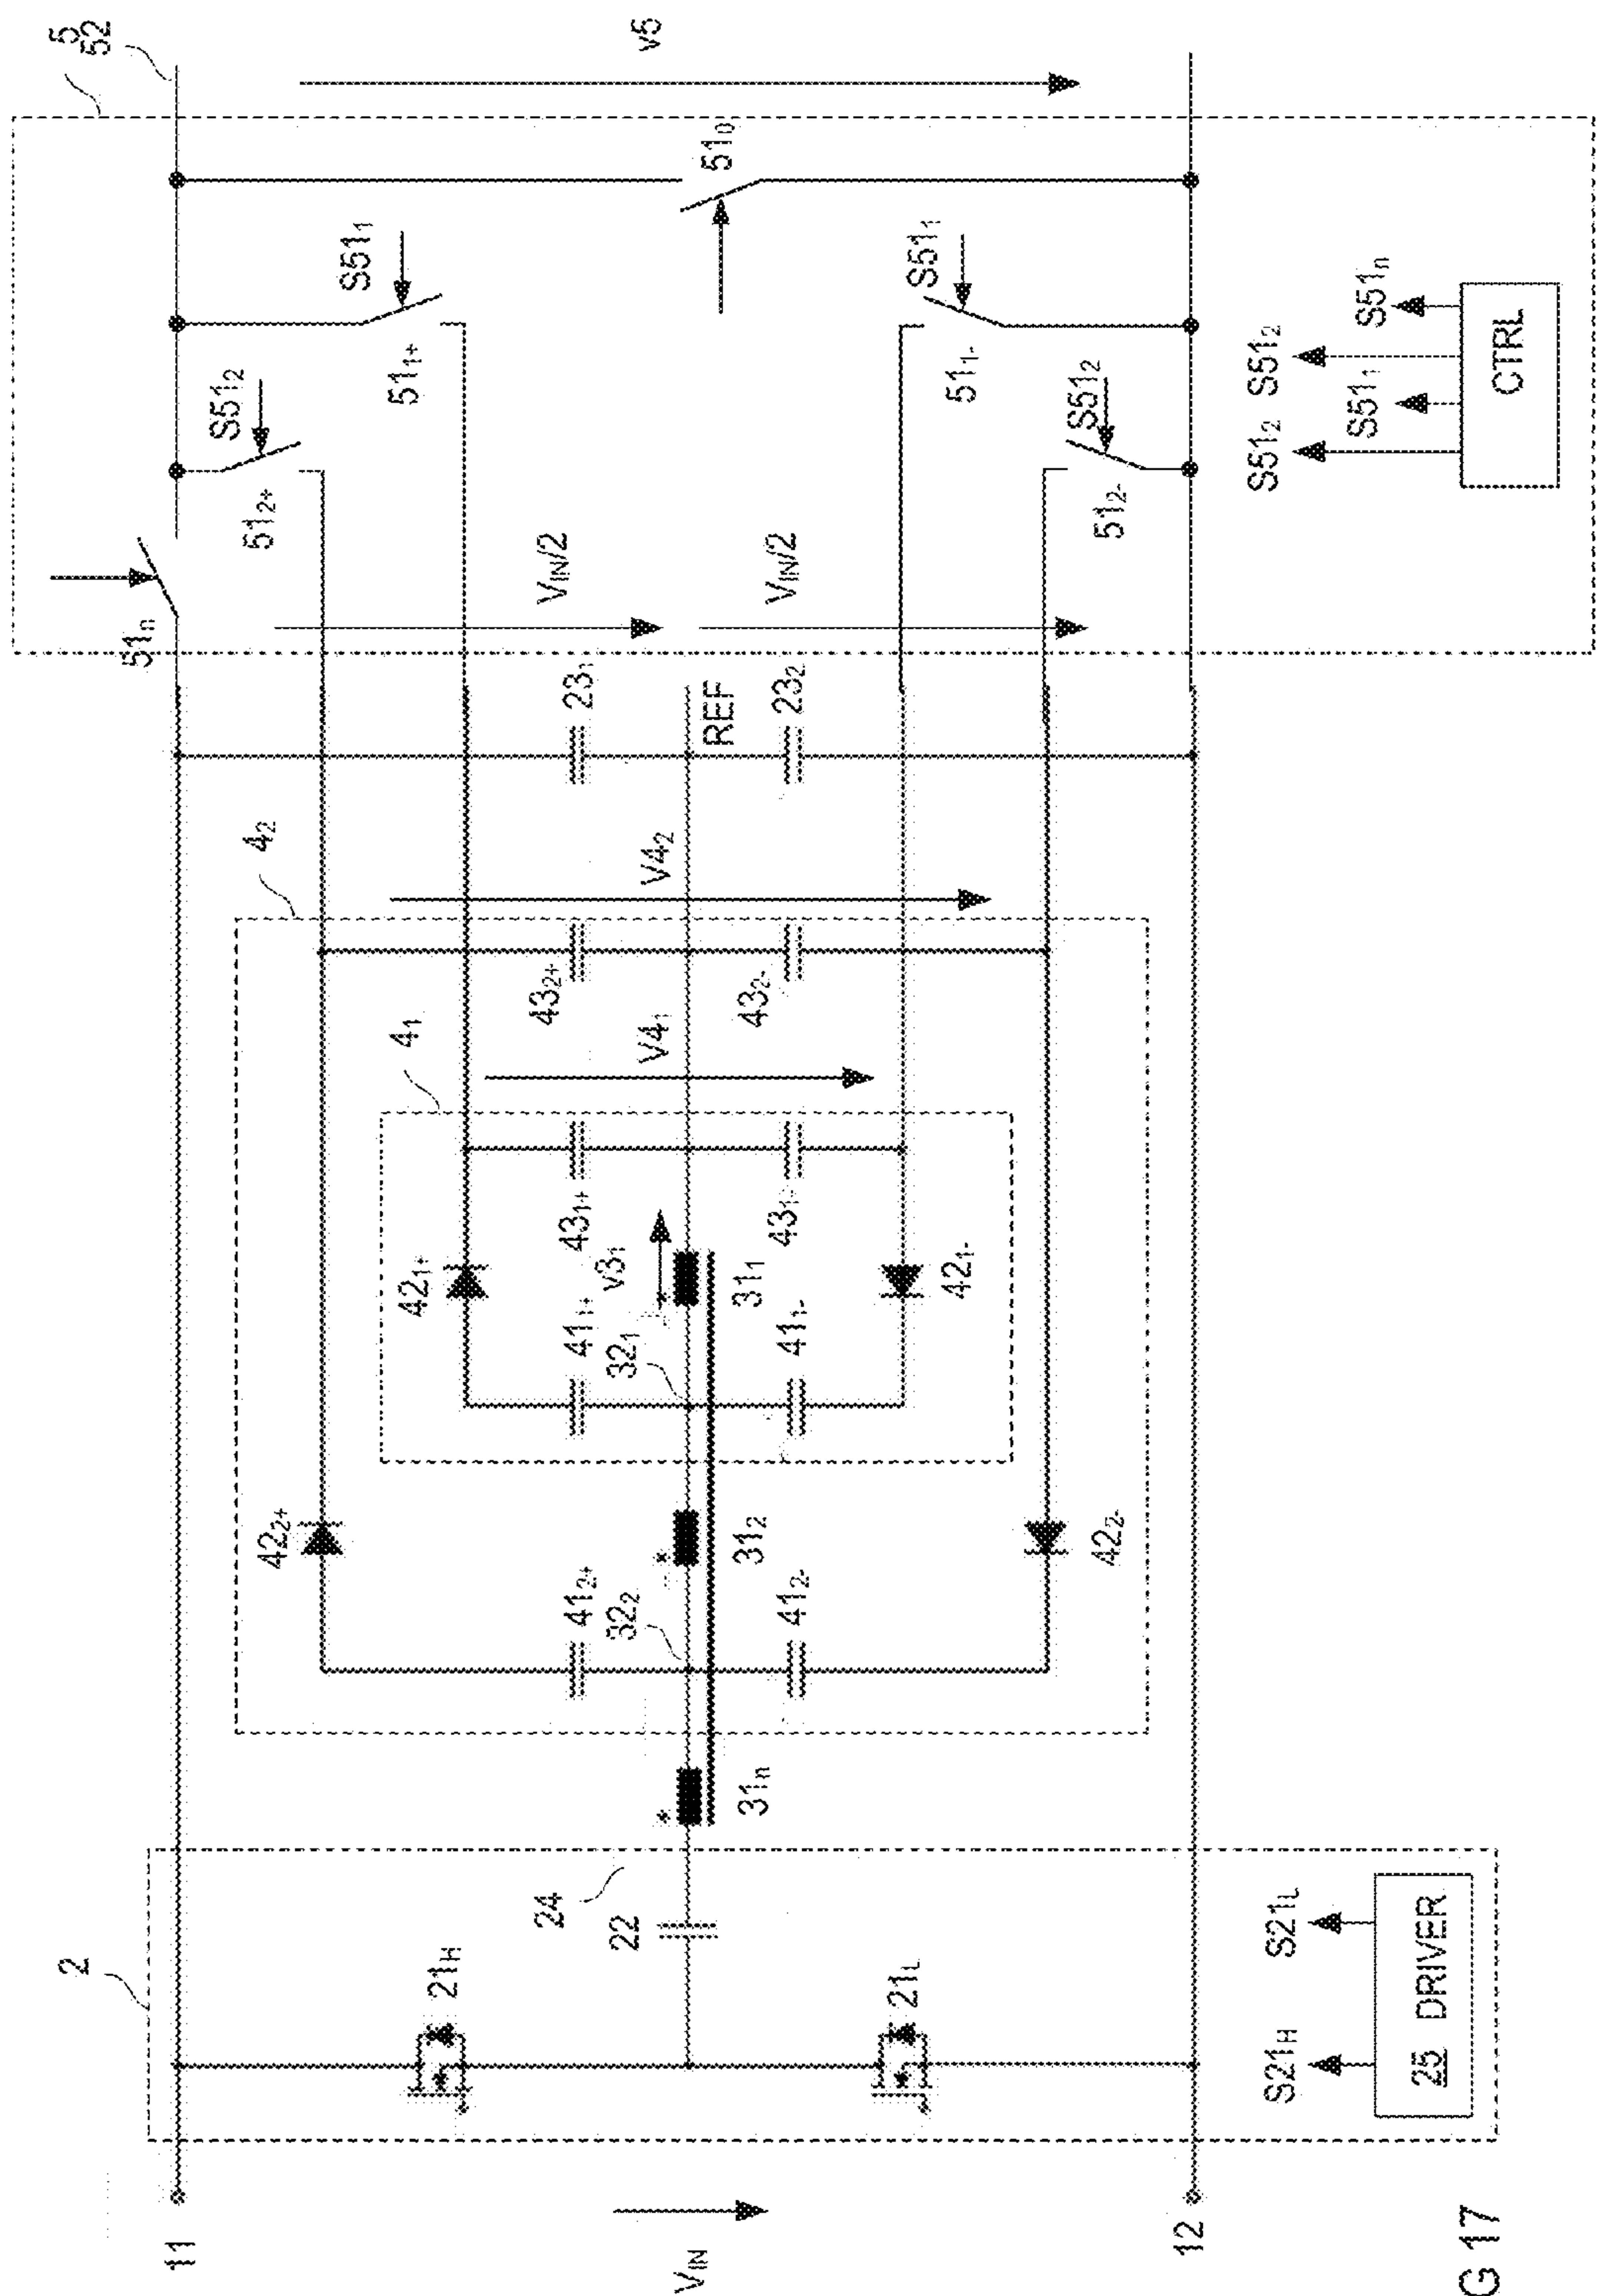 5
52
v5
51₀
S51₁
51₁₊
S51₂
51₂₊
51ₙ
S51₁
51₁₋
S51₂
51₂₋
S51₂
S51₁
S51₂
S51ₙ
CTRL
V_IN/2
V_IN/2
23₁
REF
23₂
4₂
V4₂
43₂₊
43₂₋
4₁
V4₁
43₁₊
43₁₋
v3₁
42₁₊
41₁₊
32₁
31₁
41₁₋
42₁₋
42₂₊
41₂₊
32₂
31₂
41₂₋
42₂₋
31ₙ
2
24
22
21_H
21_L
S21_H
S21_L
25 DRIVER
11
V_IN
12
G 17